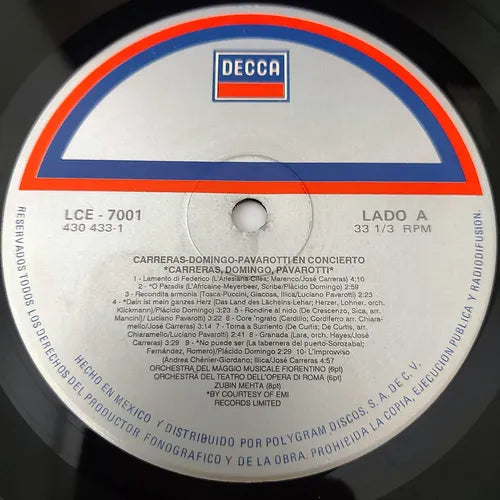 DECCA
LCE - 7001
430 433-1
LADO A
33 1/3 RPM
CARRERAS-DOMINGO-PAVAROTTI EN CONCIERTO
*CARRERAS, DOMINGO, PAVAROTTI*
1 - Lamento di Federico (L'Arlesiana-Cilea; Marenco/José Carreras) 4:10
2 - *O Paradis (L'Africaine-Meyerbeer, Scribe/Plácido Domingo) 2:59
3 - Recondita armonia (Tosca-Puccini, Giacosa, Illica/Luciano Pavarotti) 2:23
4 - *Dein ist mein ganzes Herz (Das Land des Lächelns-Lehar; Herzer, Lohner. orch.
Klickmann)/Plácido Domingo) 3:25 5 - Rondine al nido (De Crescenzo, Sica, arr.
Mancini)/Luciano Pavarotti) 2:22 6 - Core 'ngrato (Cardillo; Cordiferro arr. Chiara-
mello/José Carreras) 3:14 7 - Torna a Surriento (De Curtis; De Curtis, arr.
Chiaramello/Luciano Pavarotti) 2:48 8 - Granada (Lara, orch. Hayes/José
Carreras) 3:29 9 - *No puede ser (La tabernera del puerto-Sorozabal;
Fernández, Romero)/Plácido Domingo) 2:29 10 - L'improwiso
(Andrea Chénier-Giordano; Illica/José Carreras) 4:57
ORCHESTRA DEL MAGGIO MUSICALE FIORENTINO (6pt)
ORCHESTRA DEL TEATRO DELL'OPERA DI ROMA (6pt)
ZUBIN MEHTA (8pt)
*BY COURTESY OF EMI
RECORDS LIMITED
RESERVADOS TODOS LOS DERECHOS DEL PRODUCTOR FONOGRAFICO Y DE LA OBRA. PROHIBIDA LA COPIA, EJECUCION PUBLICA Y RADIODIFUSION.
HECHO EN MEXICO Y DISTRIBUIDO POR POLYGRAM DISCOS, S. A. DE C. V.